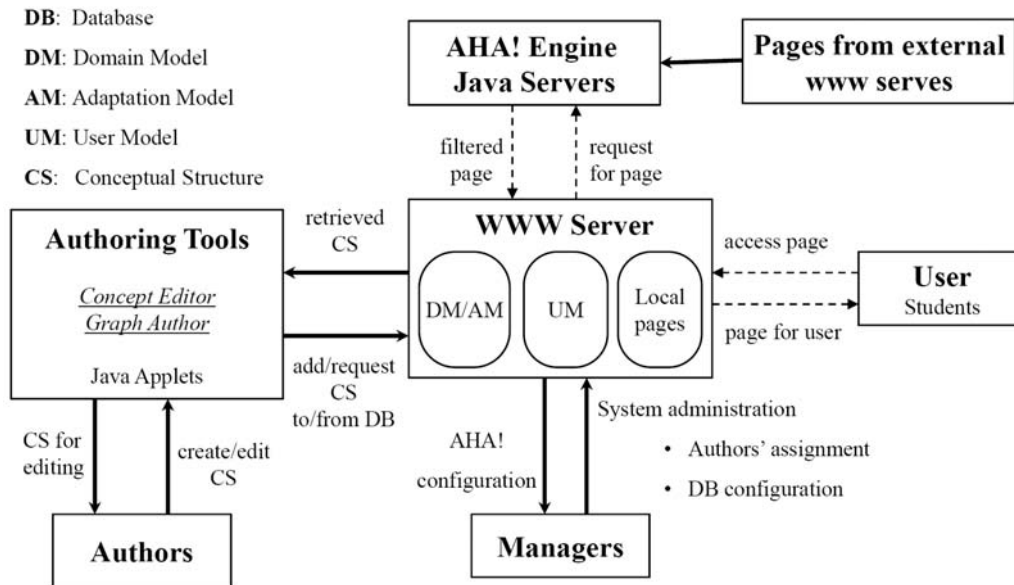 DB: Database
DM: Domain Model
AM: Adaptation Model
UM: User Model
CS: Conceptual Structure
AHA! Engine
Java Servers
Pages from external
www serves
filtered
page
request
for page
Authoring Tools
Concept Editor
Graph Author
Java Applets
retrieved
CS
add/request
CS
to/from DB
WWW Server
DM/AM
UM
Local
pages
access page
page for user
User
Students
CS for
editing
create/edit
CS
AHA!
configuration
System administration
• Authors' assignment
• DB configuration
Authors
Managers